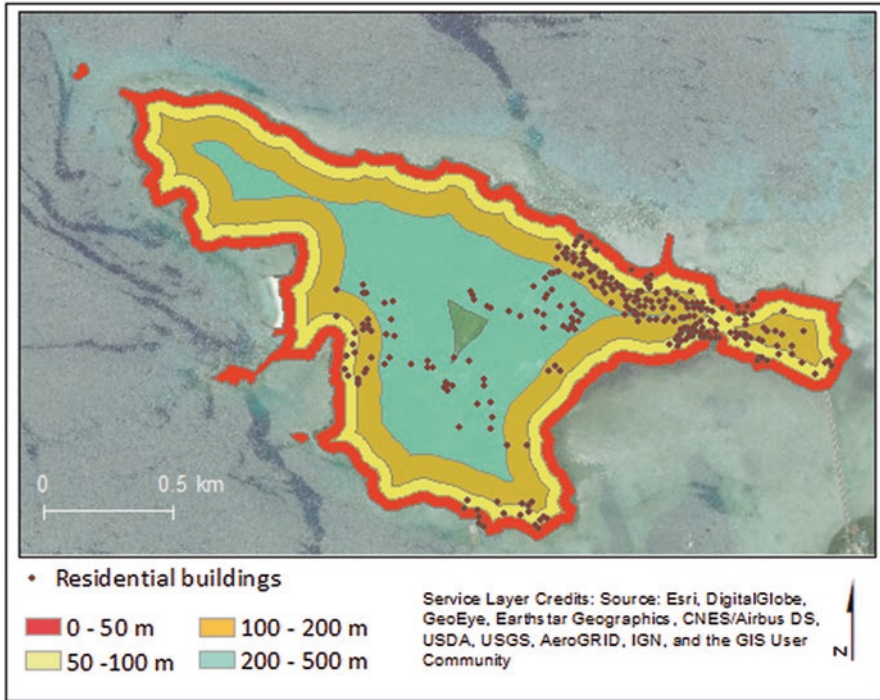 0 0.5 km
Residential buildings
0 - 50 m
50 -100 m
100 - 200 m
200 - 500 m
Service Layer Credits: Source: Esri, DigitalGlobe,
GeoEye, Earthstar Geographics, CNES/Airbus DS,
USDA, USGS, AeroGRID, IGN, and the GIS User
Community
N